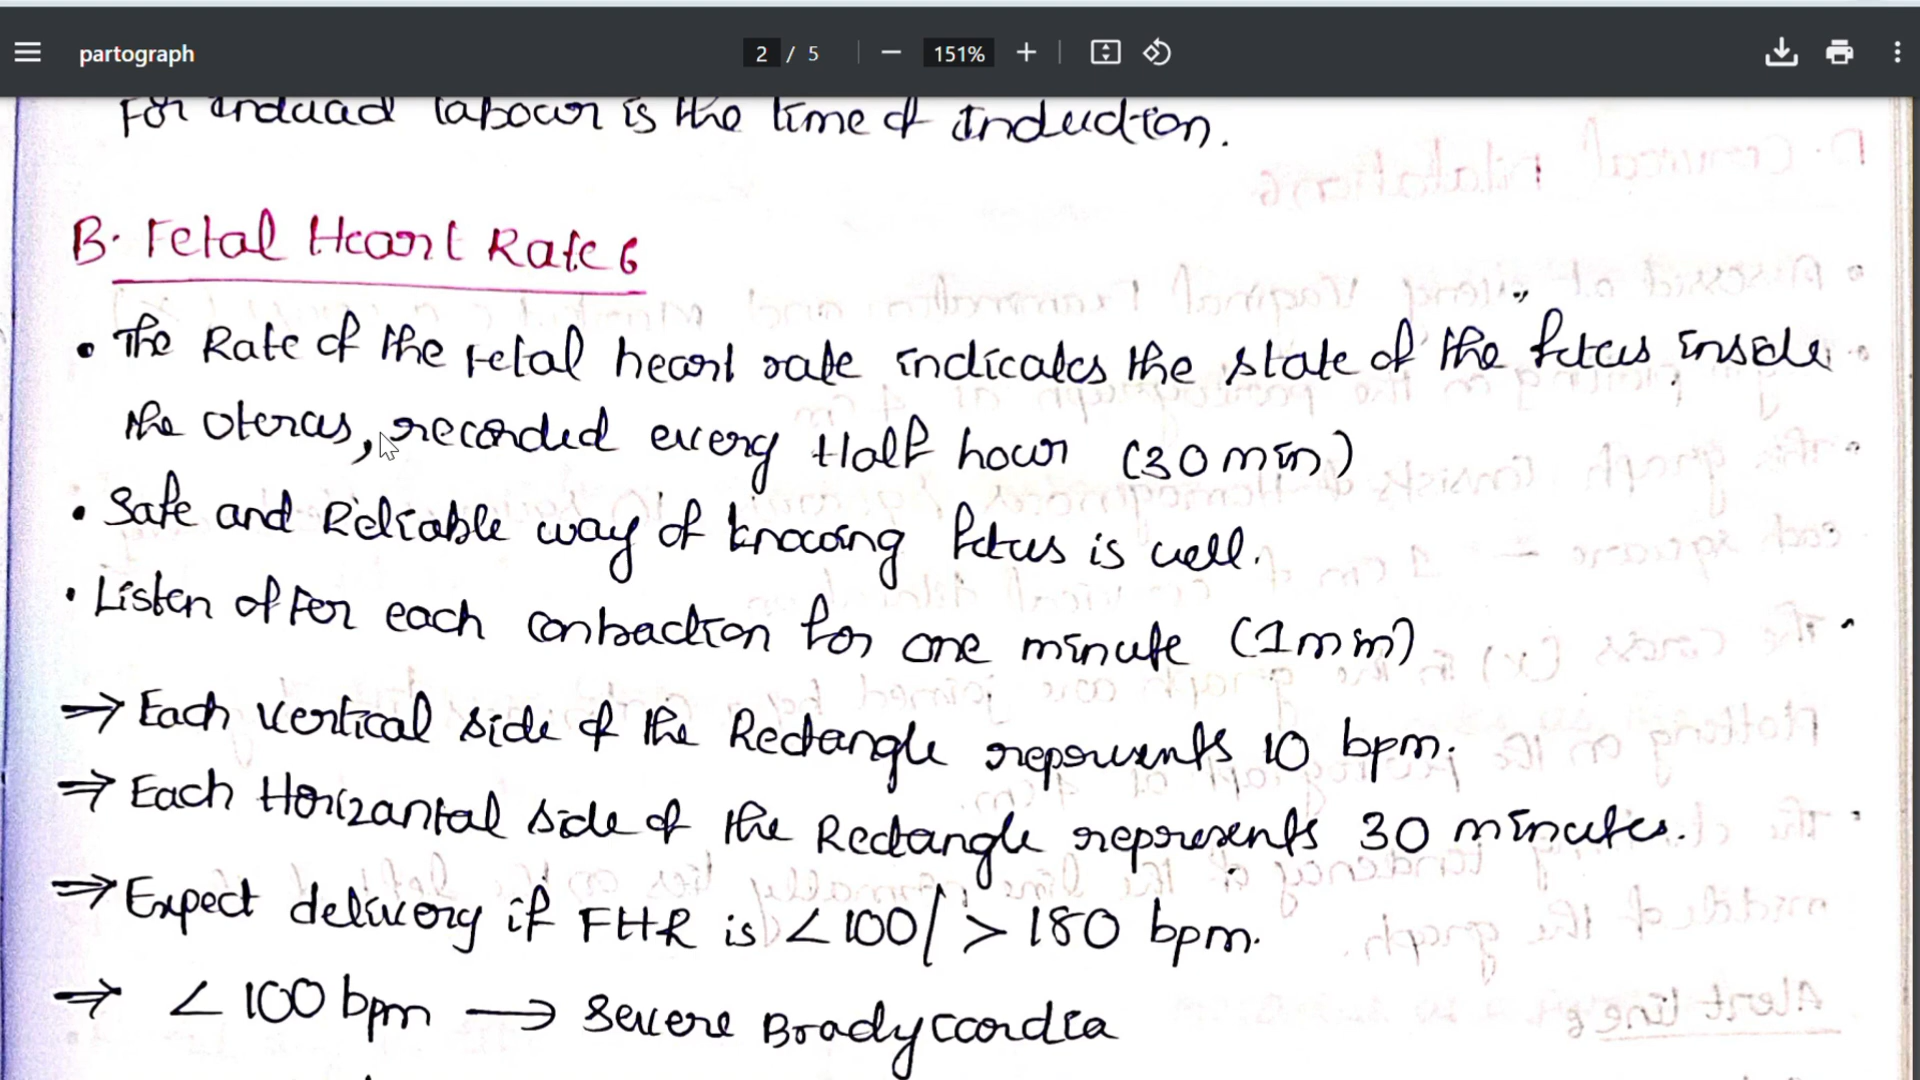 partograph
2 / 5
151%
For induced labour is the time of Induction.
B. Fetal Heart Rate :
• The Rate of the Fetal heart rate indicates the state of the fetus inside
the uterus, recorded every Half hour (30 min)
• Safe and Reliable way of knowing fetus is well.
• Listen after each contraction for one minute (1 min)
⇒ Each vertical side of the Rectangle represents 10 bpm.
⇒ Each Horizantal side of the Rectangle represents 30 minutes.
⇒ Expect delivery if FHR is <100/ >180 bpm.
⇒ <100 bpm → Severe Bradyccardia